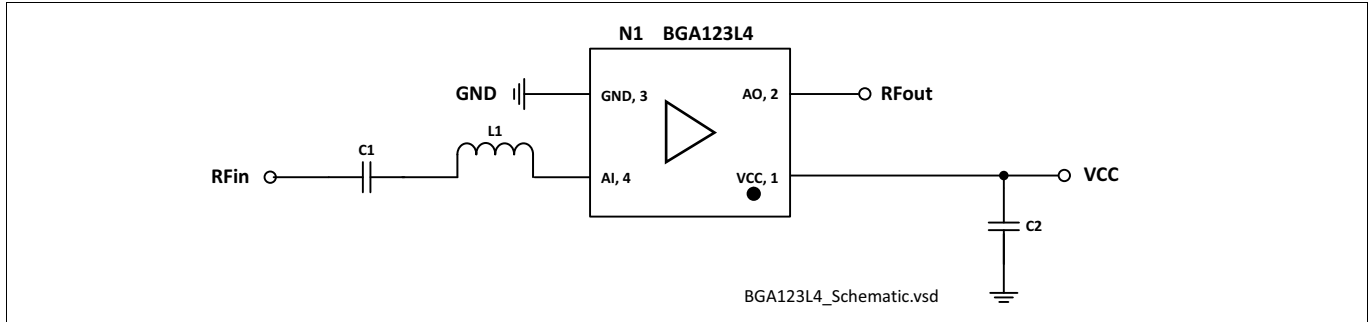 N1 BGA123L4
GND
GND, 3
AO, 2
RFout
L1
C1
RFin
AI, 4
VCC, 1
VCC
C2
BGA123L4_Schematic.vsd